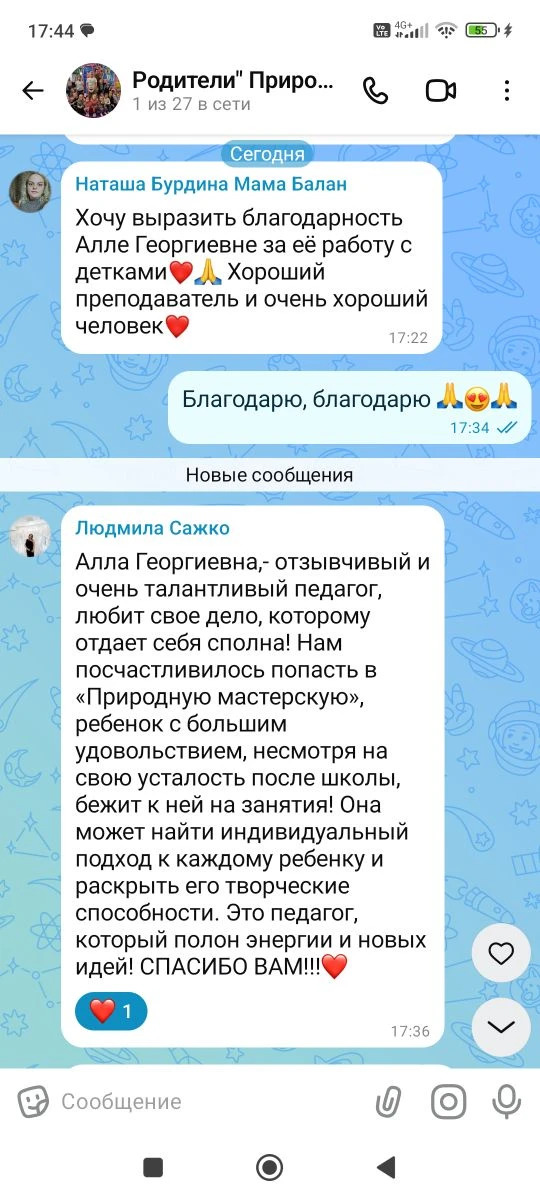 17:44
Vo LTE 4G+ 55
Родители" Приро...
1 из 27 в сети
Сегодня
Наташа Бурдина Мама Балан
Хочу выразить благодарность
Алле Георгиевне за её работу с
детками❤️🙏 Хороший
преподаватель и очень хороший
человек❤️
17:22
Благодарю, благодарю 🙏😍🙏
17:34
Новые сообщения
Людмила Сажко
Алла Георгиевна,- отзывчивый и
очень талантливый педагог,
любит свое дело, которому
отдает себя сполна! Нам
посчастливилось попасть в
«Природную мастерскую»,
ребенок с большим
удовольствием, несмотря на
свою усталость после школы,
бежит к ней на занятия! Она
может найти индивидуальный
подход к каждому ребенку и
раскрыть его творческие
способности. Это педагог,
который полон энергии и новых
идей! СПАСИБО ВАМ!!!❤️
❤️ 1
17:36
Сообщение